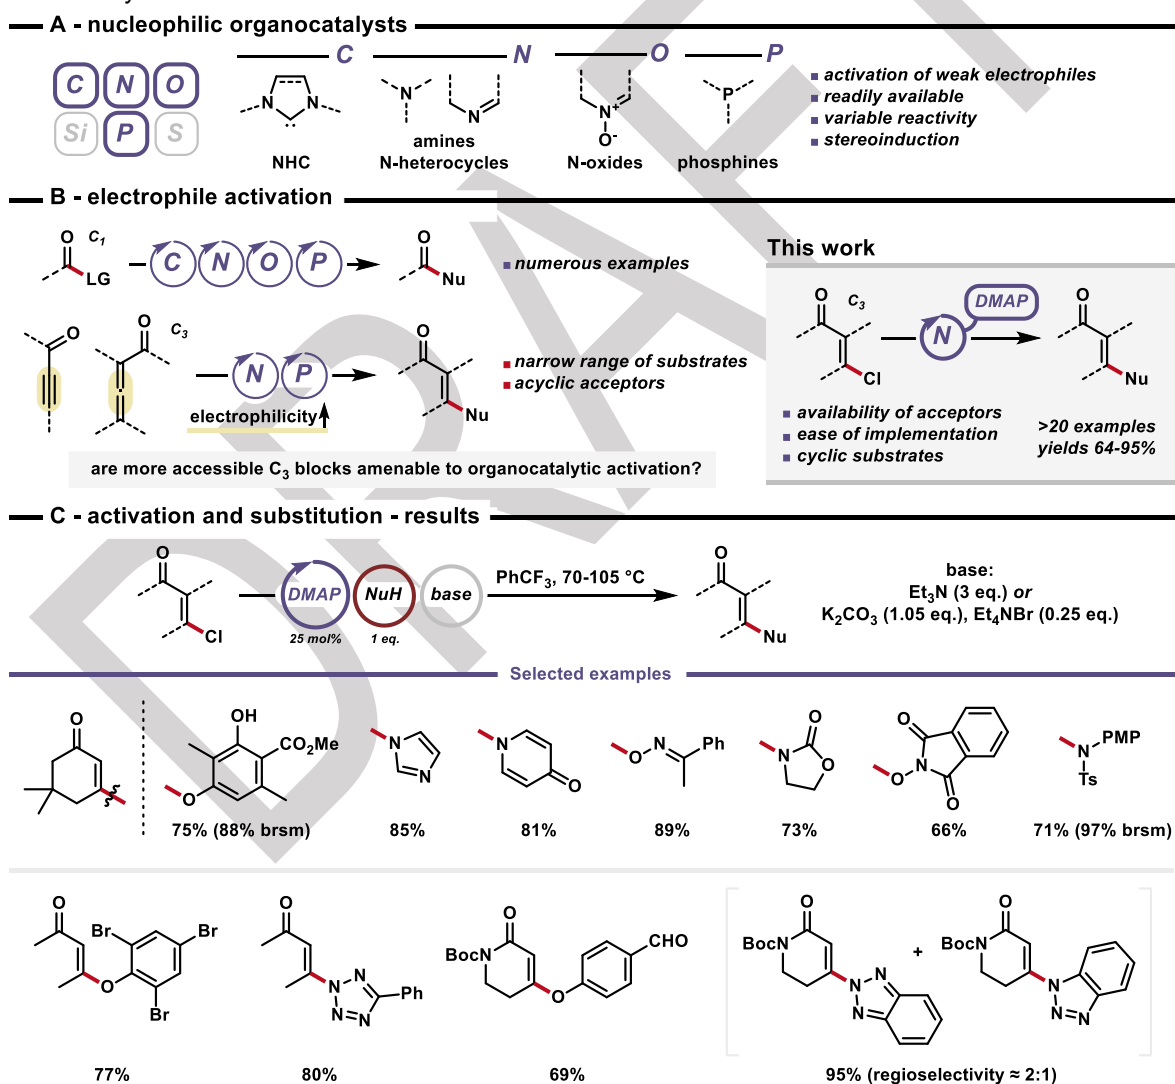 A - nucleophilic organocatalysts
C N O
Si P S
C
N
O
P
NHC
amines
N-heterocycles
N-oxides
phosphines
activation of weak electrophiles
readily available
variable reactivity
stereoinduction
B - electrophile activation
O C₁
LG
C N O P
O
Nu
numerous examples
O O C₃
N P
electrophilicity
O
Nu
narrow range of substrates
acyclic acceptors
are more accessible C₃ blocks amenable to organocatalytic activation?
This work
O C₃
Cl
N DMAP
O
Nu
availability of acceptors
ease of implementation
cyclic substrates
>20 examples
yields 64-95%
C - activation and substitution - results
O
Cl
DMAP NuH base
25 mol% 1 eq.
PhCF₃, 70-105 °C
O
Nu
base:
Et₃N (3 eq.) or
K₂CO₃ (1.05 eq.), Et₄NBr (0.25 eq.)
Selected examples
O
OH
CO₂Me
O
N
N
N
O
O N Ph
O
N O
O
N
O
O
N PMP
Ts
75% (88% brsm)
85%
81%
89%
73%
66%
71% (97% brsm)
O
Br Br
O
Br
O
N N
N N
Ph
O
BocN
O
CHO
O
BocN
N N
N
+
O
BocN
N
N N
77%
80%
69%
95% (regioselectivity ≈ 2:1)
DRAFT